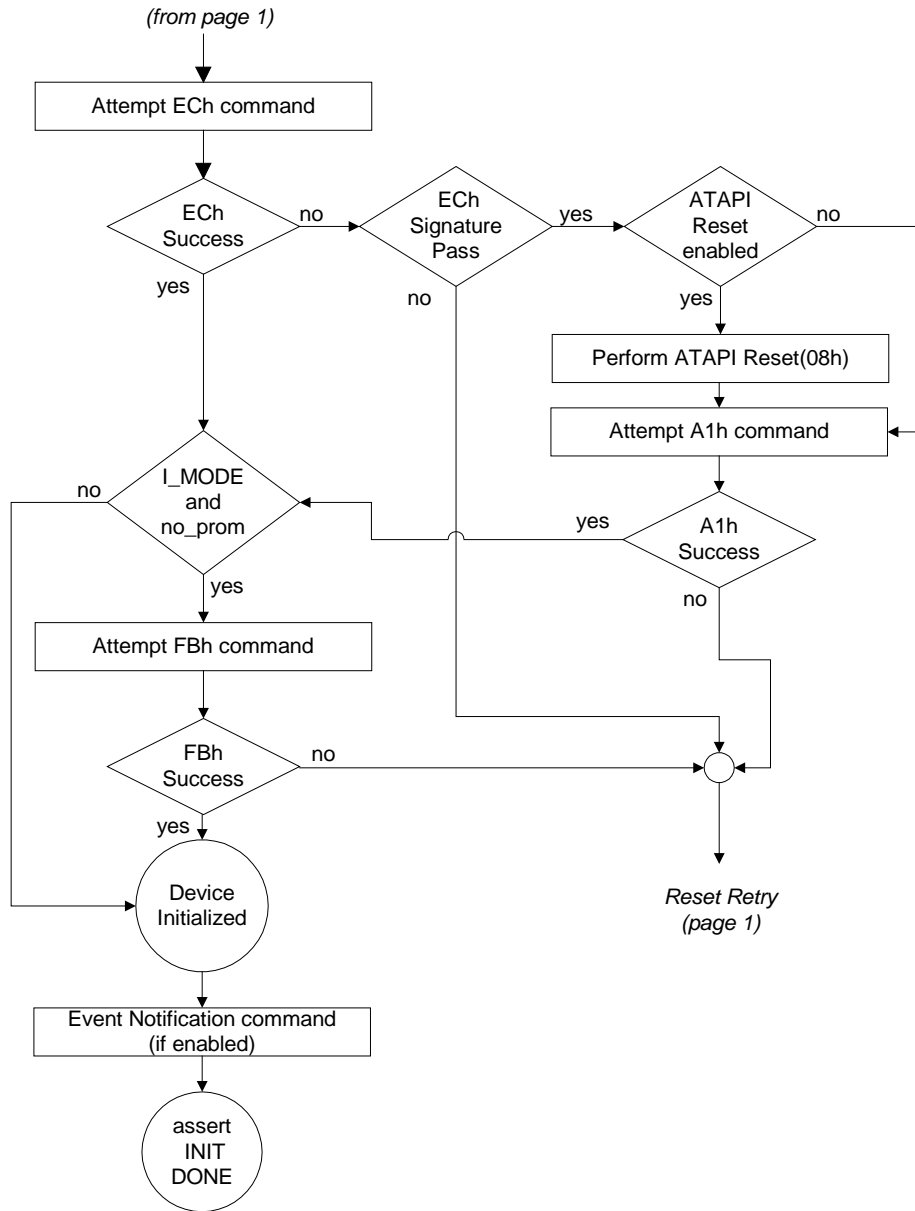 (from page 1)
Attempt ECh command
ECh
Success
no
yes
ECh
Signature
Pass
yes
no
ATAPI
Reset
enabled
no
yes
Perform ATAPI Reset(08h)
Attempt A1h command
A1h
Success
yes
no
I_MODE
and
no_prom
no
yes
Attempt FBh command
FBh
Success
no
yes
Device
Initialized
Reset Retry
(page 1)
Event Notification command
(if enabled)
assert
INIT
DONE